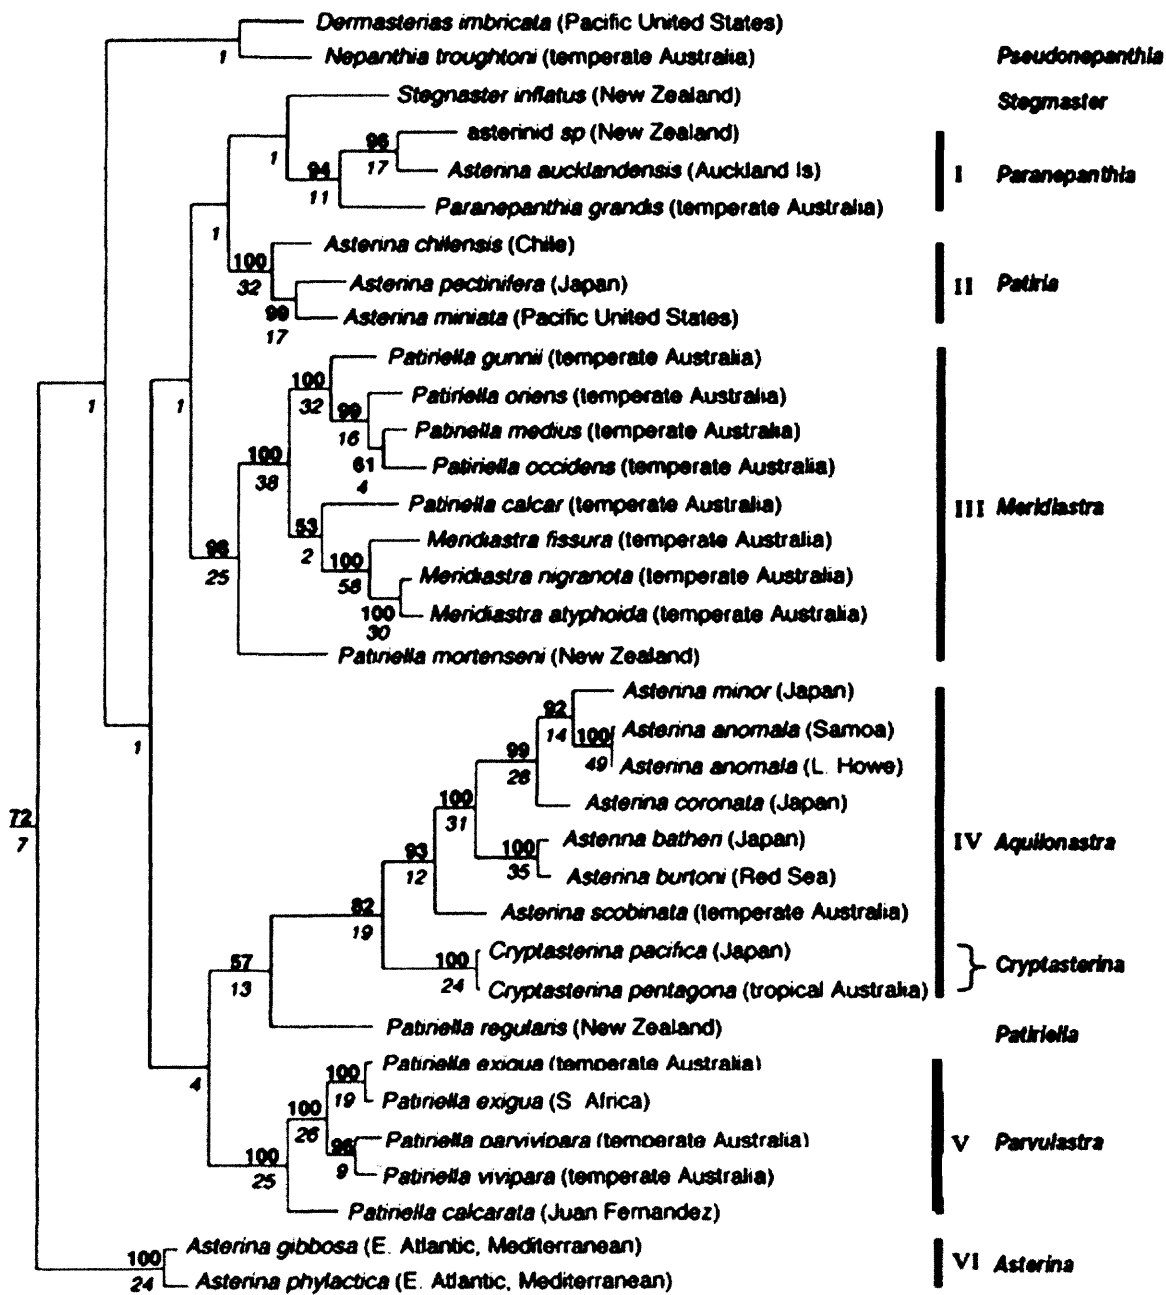 Dermasterias imbricata (Pacific United States)
1
Nepanthia troughtoni (temperate Australia) Pseudonepanthia
Stegnaster inflatus (New Zealand) Stegmaster
96 asterinid sp (New Zealand)
1 94 17 Asterina aucklandensis (Auckland Is) I Paranepanthia
11 Paranepanthia grandis (temperate Australia)
1 Asterina chilensis (Chile)
100
32 Asterina pectinifera (Japan) II Patiria
99 Asterina miniata (Pacific United States)
17
Patiriella gunnii (temperate Australia)
100
1 1 32 99 Patiriella oriens (temperate Australia)
16 Patiriella medius (temperate Australia)
100 61 Patiriella occidens (temperate Australia)
38 4
Patiriella calcar (temperate Australia) III Meridiastra
53
98 2 100 Meridiastra fissura (temperate Australia)
25 58 Meridiastra nigranota (temperate Australia)
100 Meridiastra atyphoida (temperate Australia)
30
Patiriella mortenseni (New Zealand)
Asterina minor (Japan)
92
1 14 100 Asterina anomala (Samoa)
99 49 Asterina anomala (L. Howe)
26
100 Asterina coronata (Japan)
72 31
7 100 Asterina batheri (Japan) IV Aquilonastra
93 35 Asterina burtoni (Red Sea)
12
82 Asterina scobinata (temperate Australia)
19
57 100 Cryptasterina pacifica (Japan) Cryptasterina
13 24 Cryptasterina pentagona (tropical Australia)
Patiriella regularis (New Zealand) Patiriella
Patiriella exigua (temperate Australia)
4 100
19 Patiriella exigua (S Africa)
100
26 96 Patiriella parvivipara (temperate Australia) V Parvulastra
100 9 Patiriella vivipara (temperate Australia)
25
Patiriella calcarata (Juan Fernandez)
100 Asterina gibbosa (E. Atlantic, Mediterranean) VI Asterina
24 Asterina phylactica (E. Atlantic, Mediterranean)